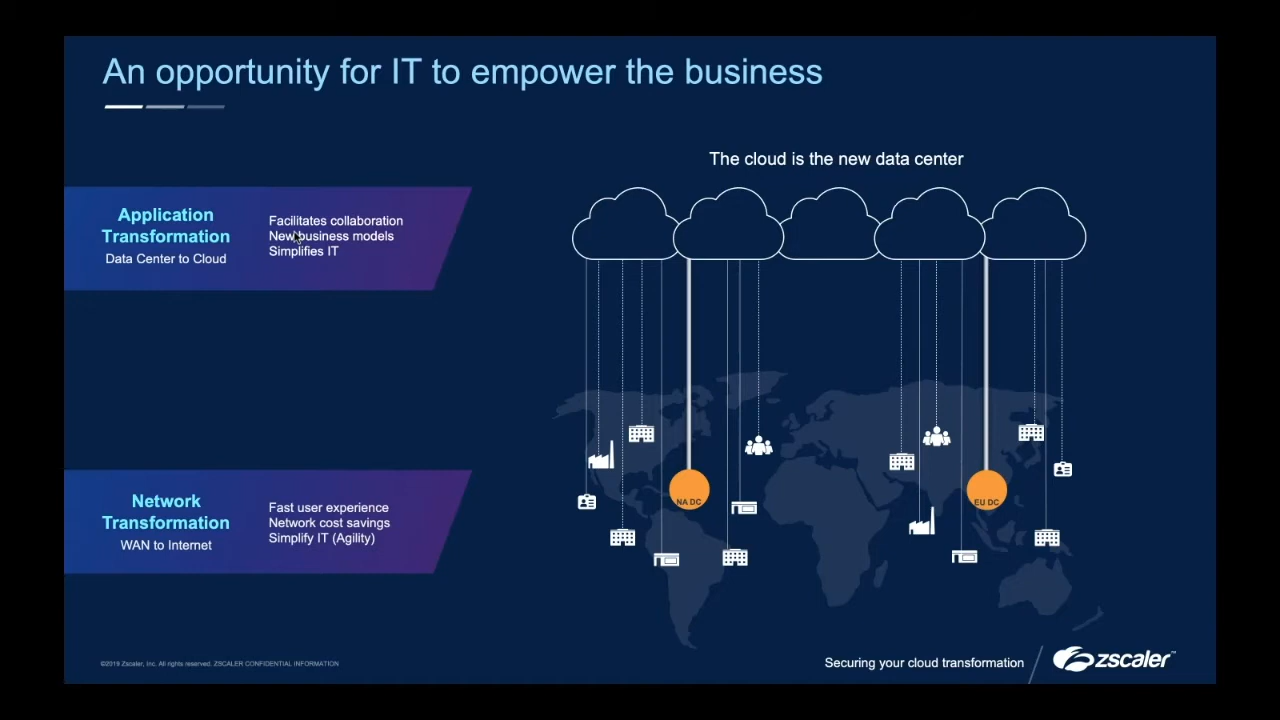 An opportunity for IT to empower the business
The cloud is the new data center
Application
Transformation
Data Center to Cloud
Facilitates collaboration
New business models
Simplifies IT
NA DC
EU DC
Network
Transformation
WAN to Internet
Fast user experience
Network cost savings
Simplify IT (Agility)
©2019 Zscaler, Inc. All rights reserved. ZSCALER CONFIDENTIAL INFORMATION
Securing your cloud transformation
zscaler™